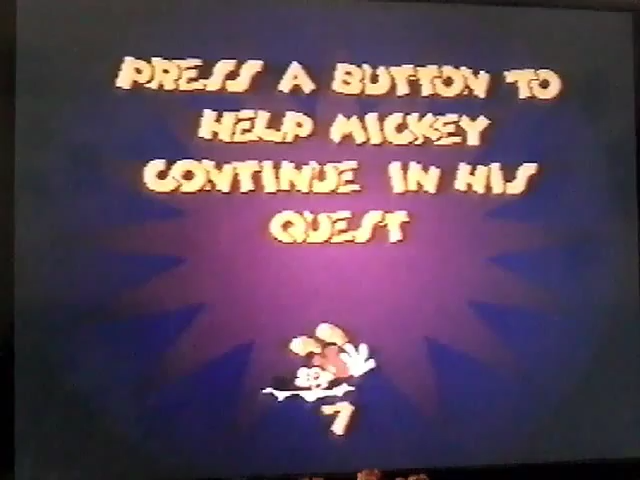 PRESS A BUTTON TO
HELP MICKEY
CONTINUE IN HIS
QUEST
7